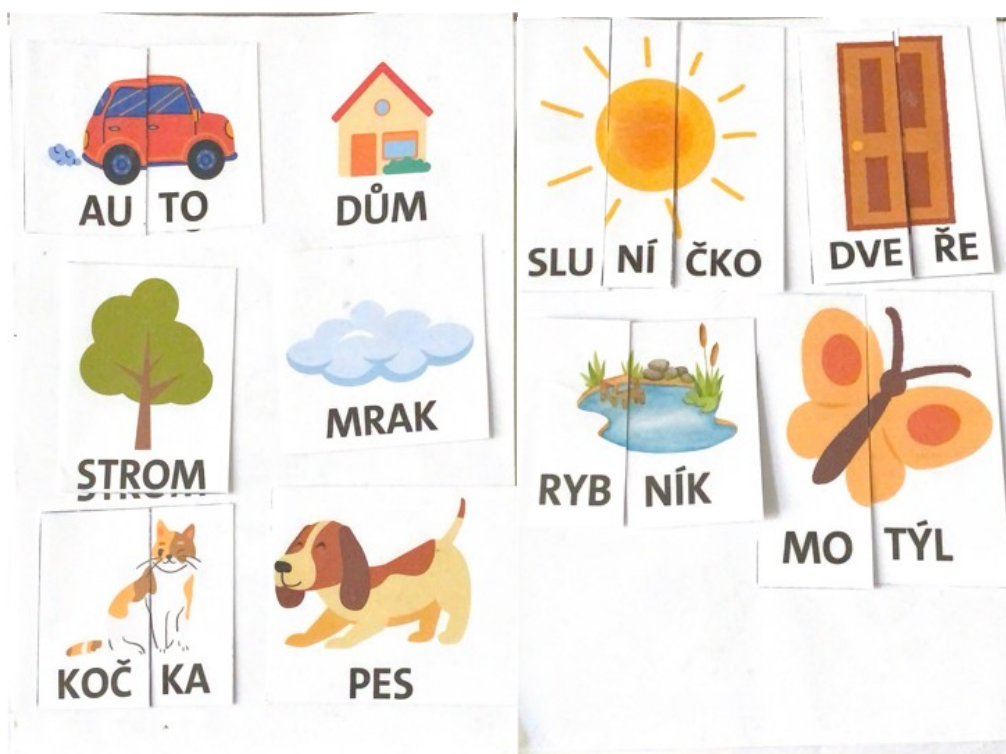 AU TO
DŮM
STROM
MRAK
KOČ KA
PES
SLU NÍ ČKO
DVE ŘE
RYB NÍK
MO TÝL